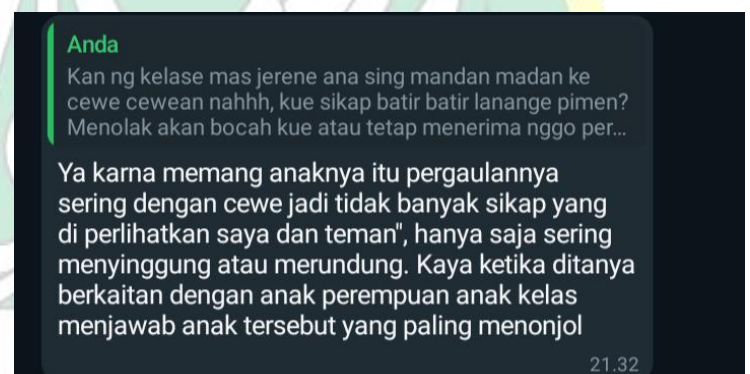 Anda
Kan ng kelase mas jerene ana sing mandan madan ke
cewe cewean nahhh, kue sikap batir batir lanange pimen?
Menolak akan bocah kue atau tetap menerima nggo per...
Ya karna memang anaknya itu pergaulannya
sering dengan cewe jadi tidak banyak sikap yang
di perlihatkan saya dan teman", hanya saja sering
menyinggung atau merundung. Kaya ketika ditanya
berkaitan dengan anak perempuan anak kelas
menjawab anak tersebut yang paling menonjol
21.32